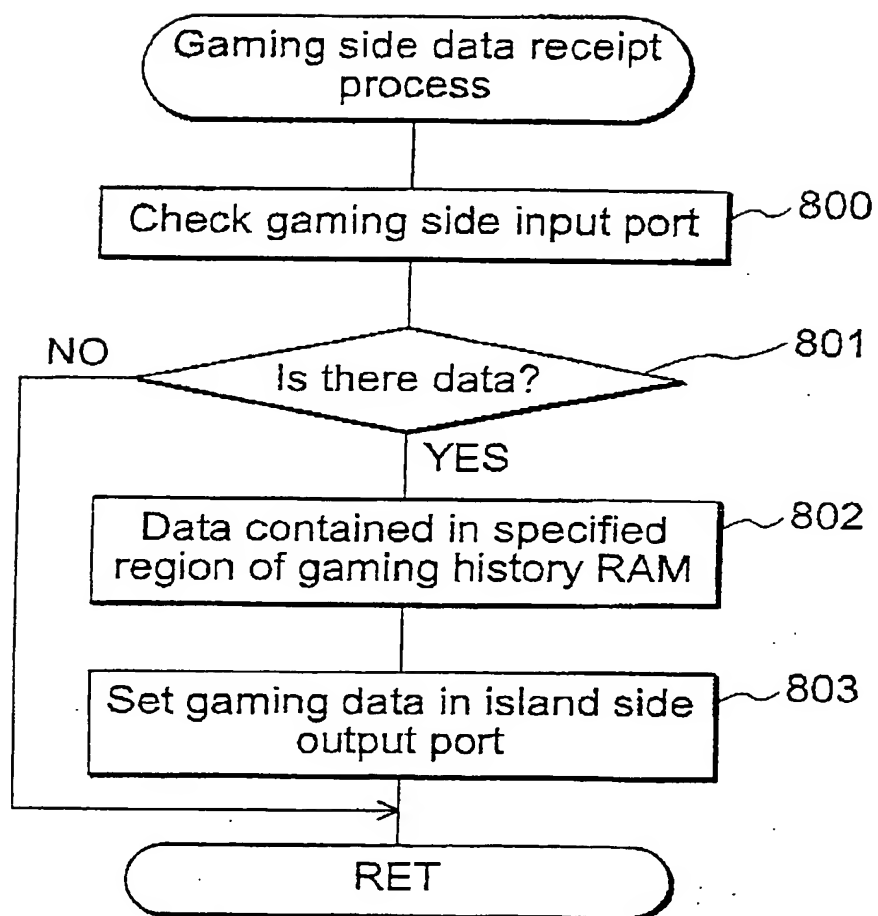 Gaming side data receipt
process
Check gaming side input port
800
NO
Is there data?
801
YES
Data contained in specified
region of gaming history RAM
802
Set gaming data in island side
output port
803
RET